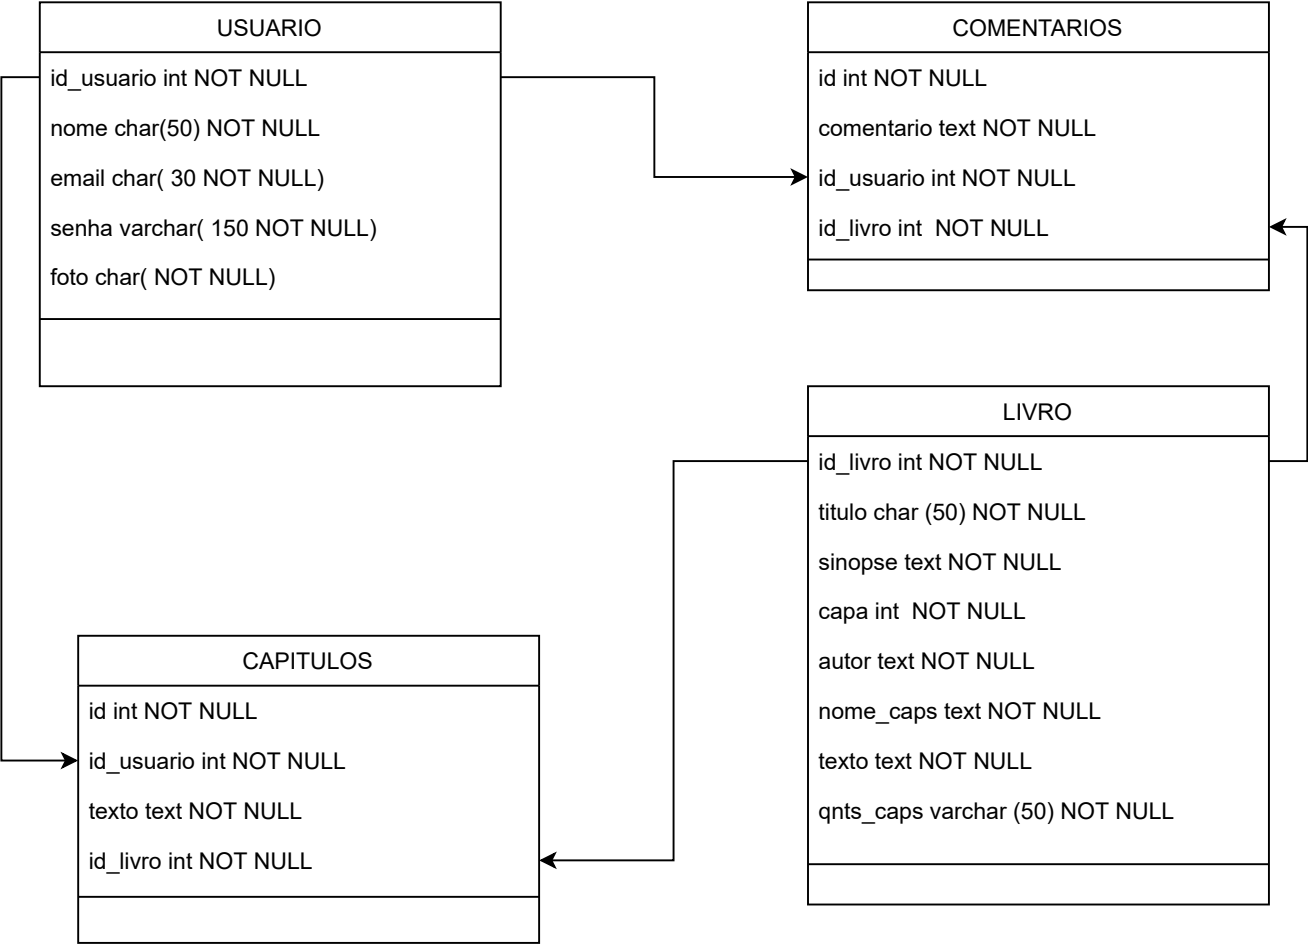 USUARIO
id_usuario int NOT NULL
nome char(50) NOT NULL
email char( 30 NOT NULL)
senha varchar( 150 NOT NULL)
foto char( NOT NULL)
COMENTARIOS
id int NOT NULL
comentario text NOT NULL
id_usuario int NOT NULL
id_livro int  NOT NULL
LIVRO
id_livro int NOT NULL
titulo char (50) NOT NULL
sinopse text NOT NULL
capa int  NOT NULL
autor text NOT NULL
nome_caps text NOT NULL
texto text NOT NULL
qnts_caps varchar (50) NOT NULL
CAPITULOS
id int NOT NULL
id_usuario int NOT NULL
texto text NOT NULL
id_livro int NOT NULL